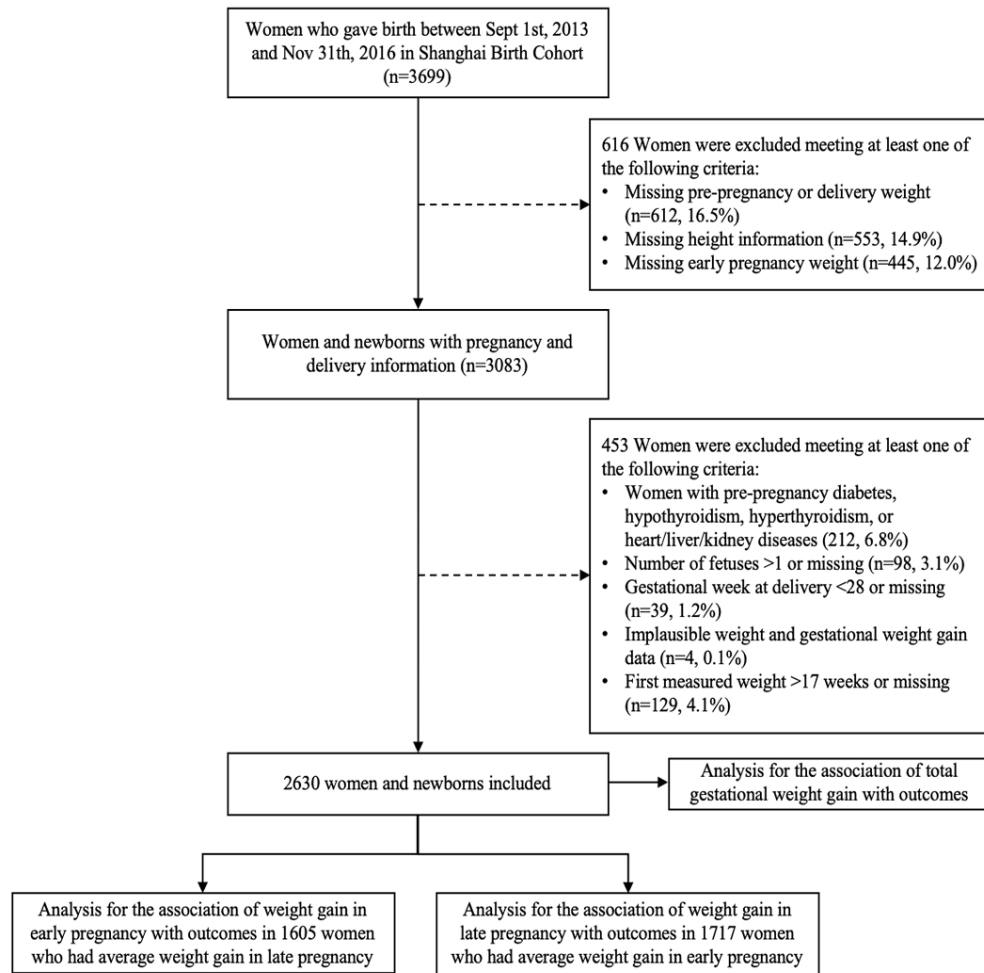 Women who gave birth between Sept 1st, 2013
and Nov 31th, 2016 in Shanghai Birth Cohort
(n=3699)
616 Women were excluded meeting at least one of
the following criteria:
• Missing pre-pregnancy or delivery weight
(n=612, 16.5%)
• Missing height information (n=553, 14.9%)
• Missing early pregnancy weight (n=445, 12.0%)
Women and newborns with pregnancy and
delivery information (n=3083)
453 Women were excluded meeting at least one of
the following criteria:
• Women with pre-pregnancy diabetes,
hypothyroidism, hyperthyroidism, or
heart/liver/kidney diseases (212, 6.8%)
• Number of fetuses >1 or missing (n=98, 3.1%)
• Gestational week at delivery <28 or missing
(n=39, 1.2%)
• Implausible weight and gestational weight gain
data (n=4, 0.1%)
• First measured weight >17 weeks or missing
(n=129, 4.1%)
2630 women and newborns included
Analysis for the association of total
gestational weight gain with outcomes
Analysis for the association of weight gain in
early pregnancy with outcomes in 1605 women
who had average weight gain in late pregnancy
Analysis for the association of weight gain in
late pregnancy with outcomes in 1717 women
who had average weight gain in early pregnancy